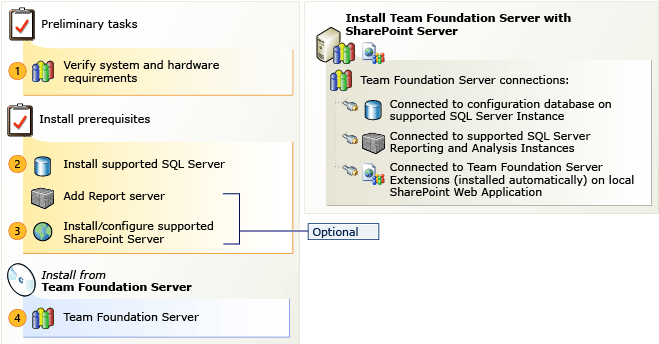 Preliminary tasks
1
Verify system and hardware
requirements
Install prerequisites
2
Install supported SQL Server
Add Report server
3
Install/configure supported
SharePoint Server
Optional
Install from
Team Foundation Server
4
Team Foundation Server
Install Team Foundation Server with
SharePoint Server
Team Foundation Server connections:
Connected to configuration database on
supported SQL Server Instance
Connected to supported SQL Server
Reporting and Analysis Instances
Connected to Team Foundation Server
Extensions (installed automatically) on local
SharePoint Web Application